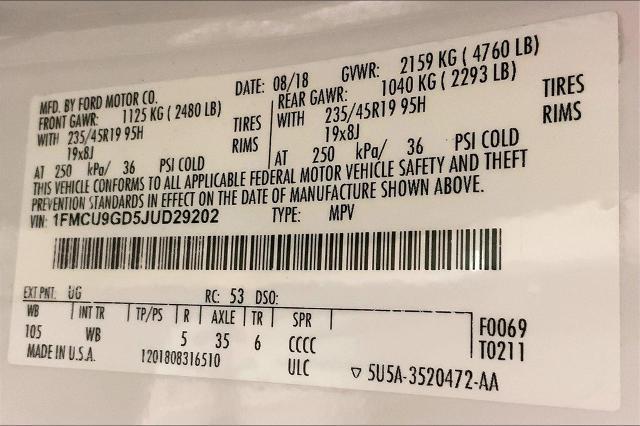 MFD. BY FORD MOTOR CO. DATE: 08/18 GVWR: 2159 KG ( 4760 LB)
FRONT GAWR: 1125 KG ( 2480 LB) REAR GAWR: 1040 KG ( 2293 LB)
WITH 235/45R19 95H TIRES WITH 235/45R19 95H TIRES
19x8J RIMS 19x8J RIMS
AT 250 kPa/ 36 PSI COLD AT 250 kPa/ 36 PSI COLD
THIS VEHICLE CONFORMS TO ALL APPLICABLE FEDERAL MOTOR VEHICLE SAFETY AND THEFT
PREVENTION STANDARDS IN EFFECT ON THE DATE OF MANUFACTURE SHOWN ABOVE.
VIN: 1FMCU9GD5JUD29202 TYPE: MPV
EXT PNT: UG RC: 53 DSO:
WB INT TR TP/PS R AXLE TR SPR F0069
105 WB 5 35 6 CCCC T0211
MADE IN U.S.A. 1201808316510 ULC ▽ 5U5A-3520472-AA